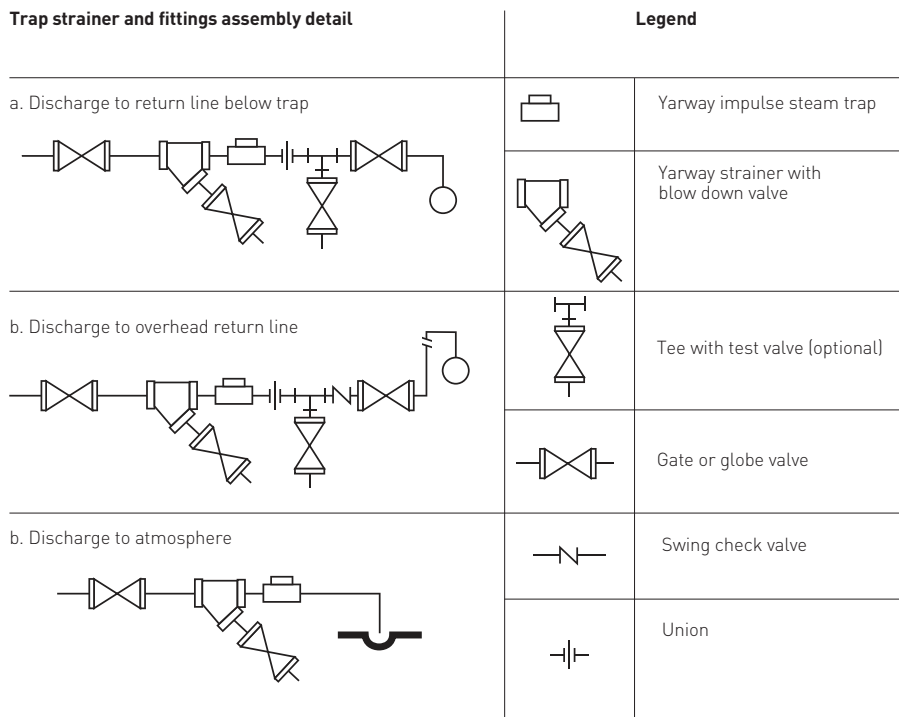 Trap strainer and fittings assembly detail
Legend
a. Discharge to return line below trap
Yarway impulse steam trap
Yarway strainer with
blow down valve
b. Discharge to overhead return line
Tee with test valve (optional)
Gate or globe valve
b. Discharge to atmosphere
Swing check valve
Union